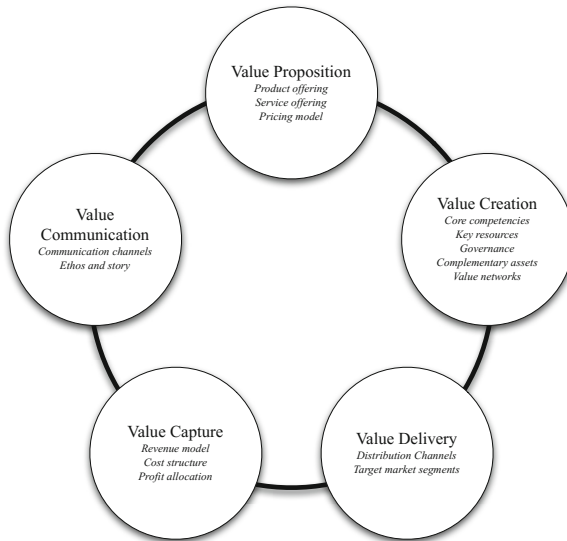 Value Proposition
Product offering
Service offering
Pricing model
Value Creation
Core competencies
Key resources
Governance
Complementary assets
Value networks
Value Delivery
Distribution Channels
Target market segments
Value Capture
Revenue model
Cost structure
Profit allocation
Value
Communication
Communication channels
Ethos and story